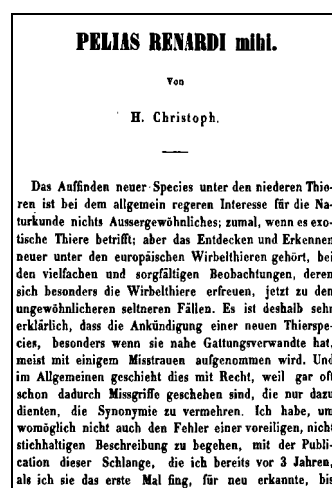 PELIAS RENARDI mihi.
Von
H. Christoph.
Das Auffinden neuer Species unter den niederen Thie-
ren ist bei dem allgemein regeren Interesse für die Na-
turkunde nichts Aussergewöhnliches; zumal, wenn es exo-
tische Thiere betrifft; aber das Entdecken und Erkennen
neuer unter den europäischen Wirbelthieren gehört, bei
den vielfachen und sorgfältigen Beobachtungen, deren
sich besonders die Wirbelthiere erfreuen, jetzt zu den
ungewöhnlicheren seltneren Fällen. Es ist deshalb sehr
erklärlich, dass die Ankündigung einer neuen Thierspe-
cies, besonders wenn sie nahe Gattungsverwandte hat,
meist mit einigem Misstrauen aufgenommen wird. Und
im Allgemeinen geschieht dies mit Recht, weil gar oft
schon dadurch Missgriffe geschehen sind, die nur dazu
dienten, die Synonymie zu vermehren. Ich habe, um
womöglich nicht auch den Fehler einer voreiligen, nicht
stichhaltigen Beschreibung zu begehen, mit der Publi-
cation dieser Schlange, die ich bereits vor 3 Jahren,
als ich sie das erste Mal fing, für neu erkannte, bis